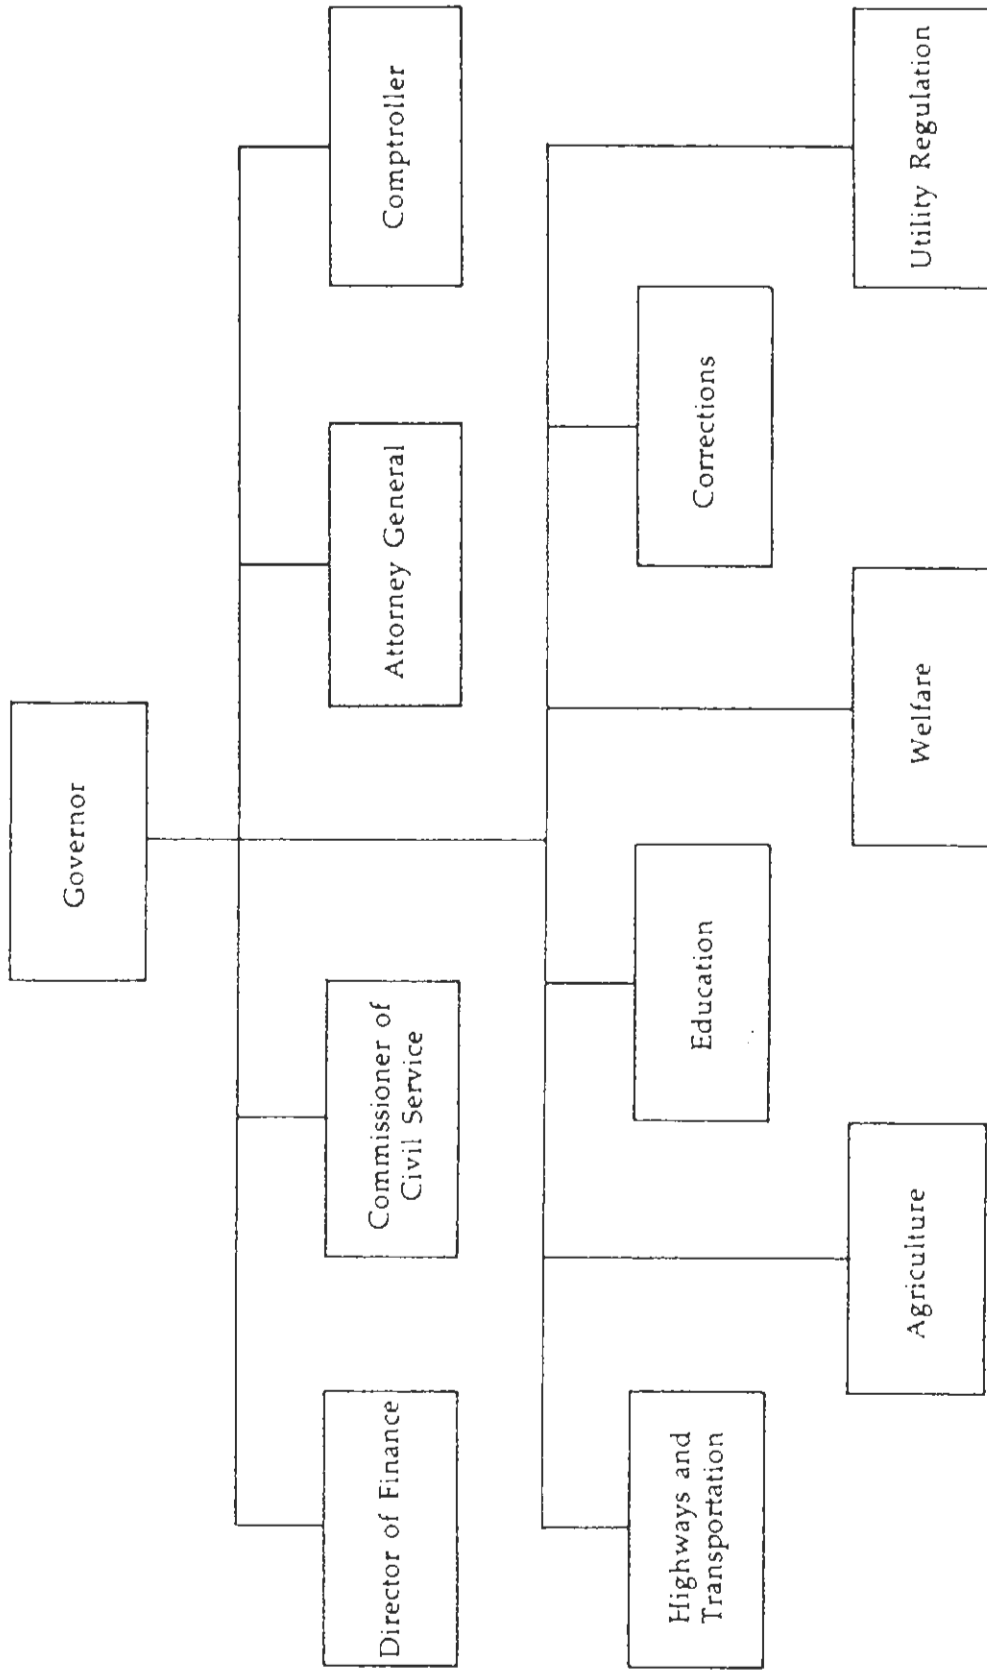 Governor
Director of Finance
Commissioner of
Civil Service
Attorney General
Comptroller
Highways and
Transportation
Agriculture
Education
Welfare
Corrections
Utility Regulation